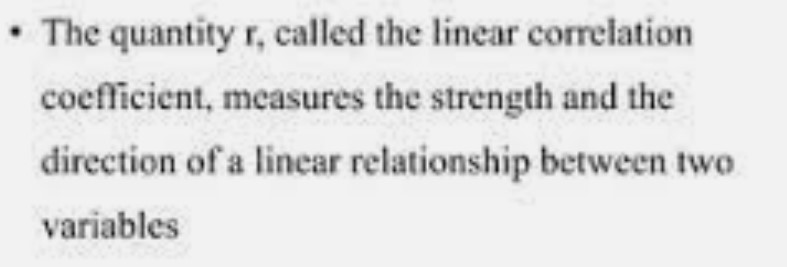 • The quantity r, called the linear correlation
coefficient, measures the strength and the
direction of a linear relationship between two
variables